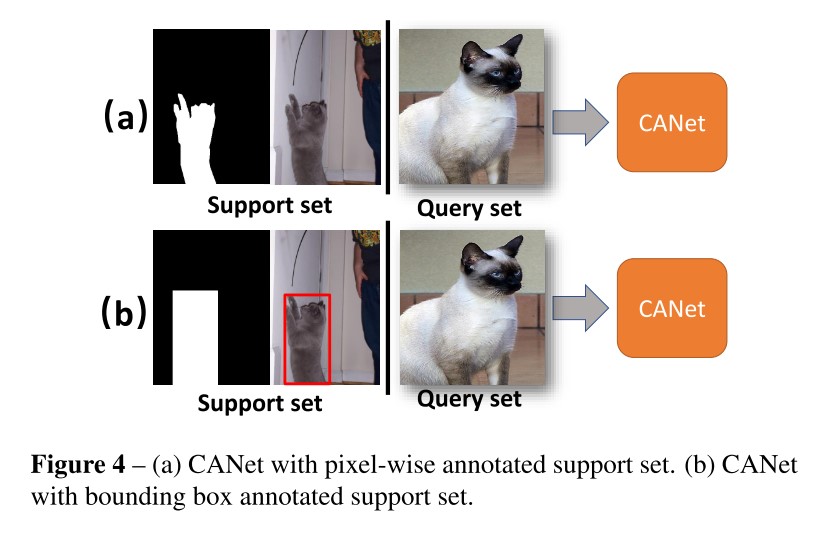 (a)
CANet
Support set
Query set
(b)
CANet
Support set
Query set
Figure 4 – (a) CANet with pixel-wise annotated support set. (b) CANet
with bounding box annotated support set.